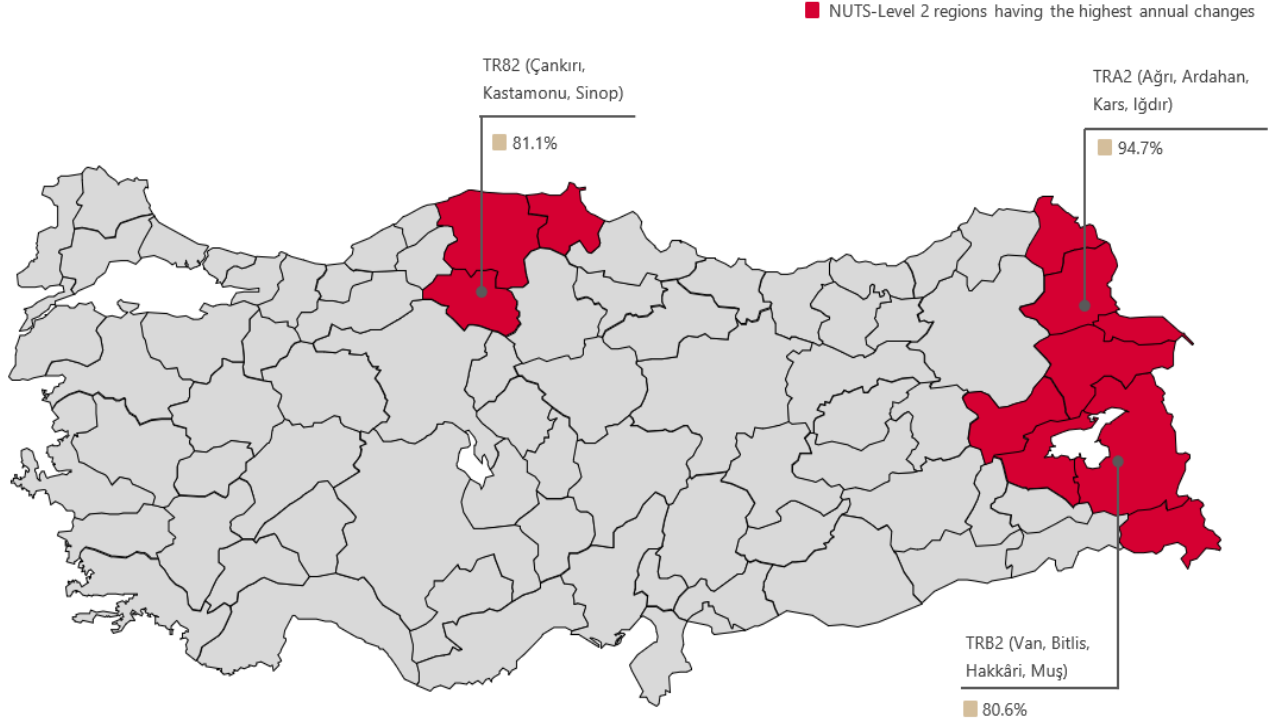 NUTS-Level 2 regions having the highest annual changes
TR82 (Çankırı,
Kastamonu, Sinop)
81.1%
TRA2 (Ağrı, Ardahan,
Kars, Iğdır)
94.7%
TRB2 (Van, Bitlis,
Hakkâri, Muş)
80.6%